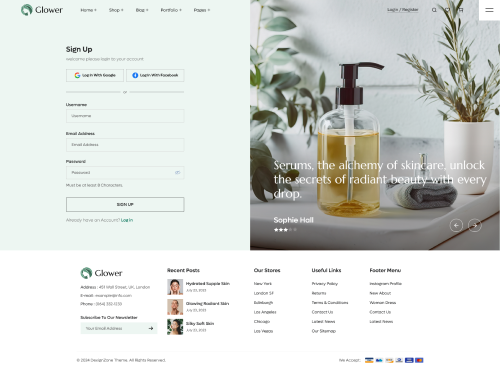 Glower
Home + Shop + Blog + Portfolio + Pages +
Login / Register
Sign Up
Welcome please login to your account
Log In With Google
Log In With Facebook
or
Username
Username
Email Address
Email Address
Password
Password
Must be at least 8 Characters.
SIGN UP
Already have an Account? Log In
Serums, the alchemy of skincare, unlock
the secrets of radiant beauty with every
drop.
Sophie Hall
Glower
Address : 451 Wall Street, UK, London
E-mail: example@info.com
Phone : (064) 332-1233
Subscribe To Our Newsletter
Your Email Address
Recent Posts
Hydrated Supple Skin
July 23, 2023
Glowing Radiant Skin
July 23, 2023
Silky Soft Skin
July 23, 2023
Our Stores
New York
London SF
Edinburgh
Los Angeles
Chicago
Las Vegas
Useful Links
Privacy Policy
Returns
Terms & Conditions
Contact Us
Latest News
Our Sitemap
Footer Menu
Instagram Profile
New About
Woman Dress
Contact Us
Latest News
© 2024 DesignZone Theme. All Rights Reserved.
We Accept :